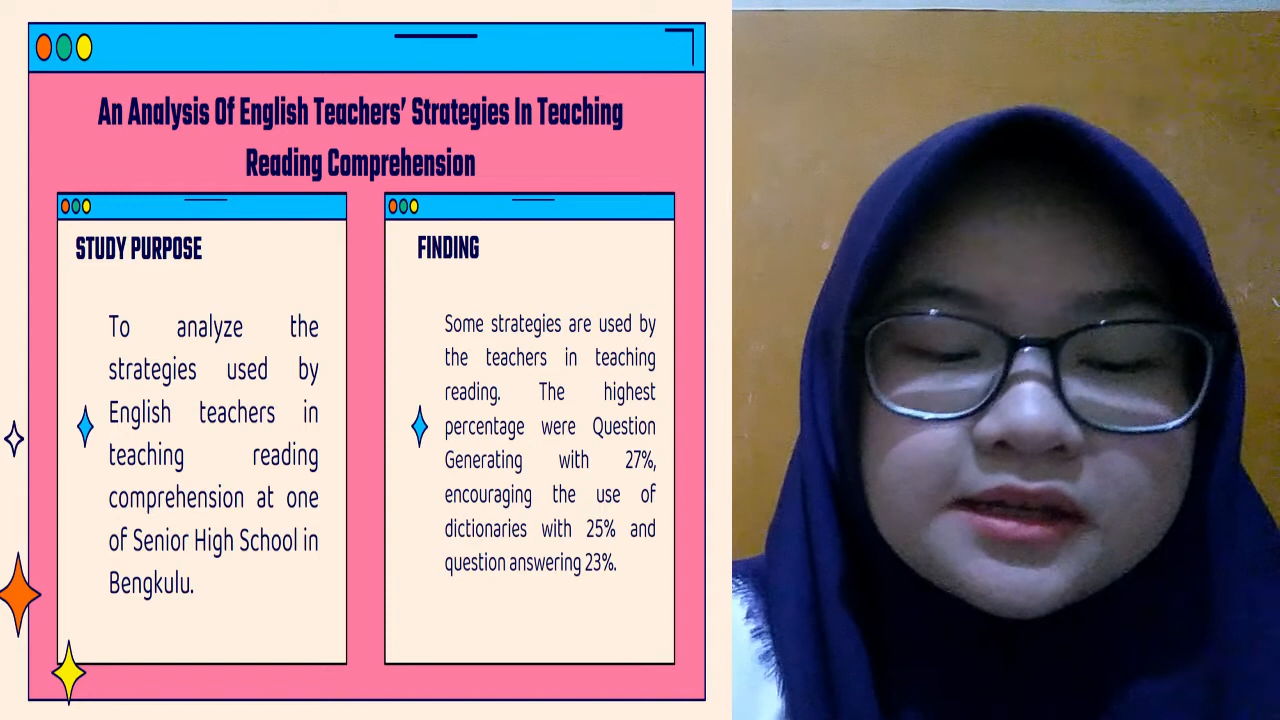 An Analysis Of English Teachers’ Strategies In Teaching
Reading Comprehension
STUDY PURPOSE
To analyze the
strategies used by
English teachers in
teaching reading
comprehension at one
of Senior High School in
Bengkulu.
FINDING
Some strategies are used by
the teachers in teaching
reading. The highest
percentage were Question
Generating with 27%,
encouraging the use of
dictionaries with 25% and
question answering 23%.